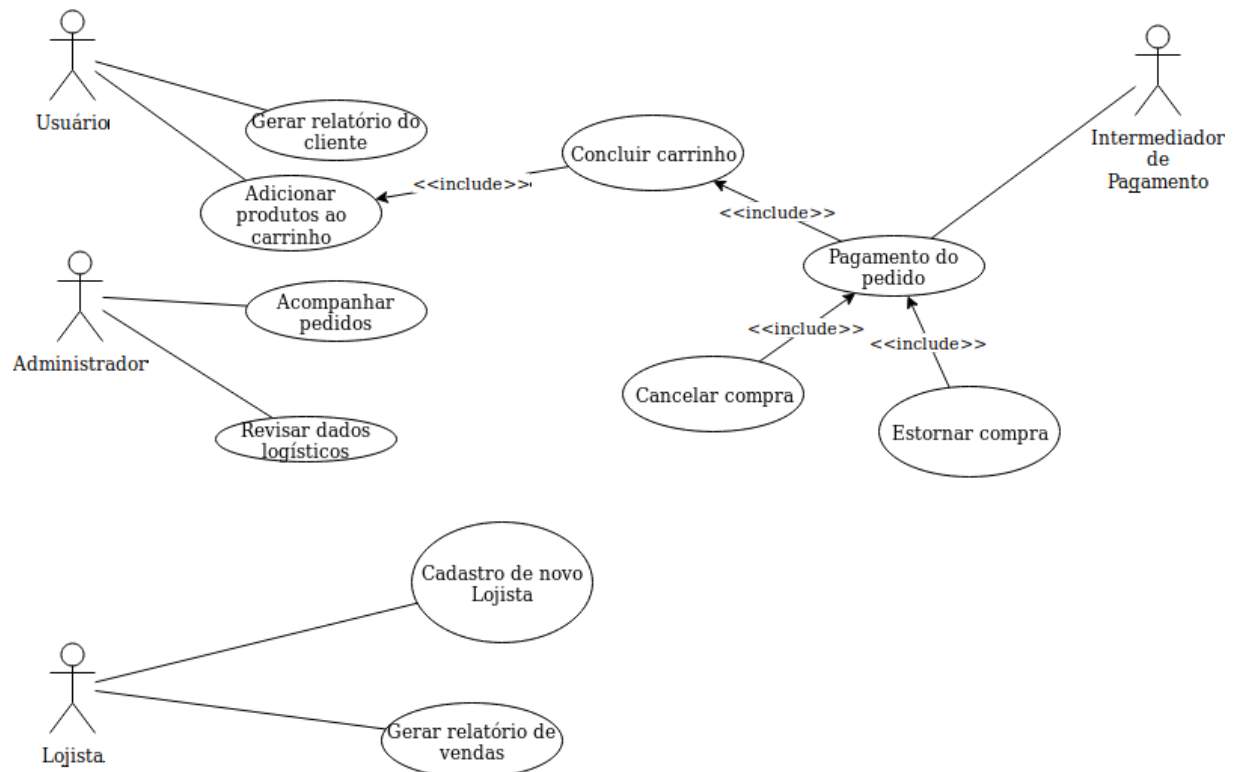 Usuário
Gerar relatório do
cliente
Adicionar
produtos ao
carrinho
<<include>>
Concluir carrinho
<<include>>
Intermediador
de
Pagamento
Pagamento do
pedido
<<include>>
<<include>>
Cancelar compra
Estornar compra
Administrador
Acompanhar
pedidos
Revisar dados
logísticos
Cadastro de novo
Lojista
Lojista
Gerar relatório de
vendas